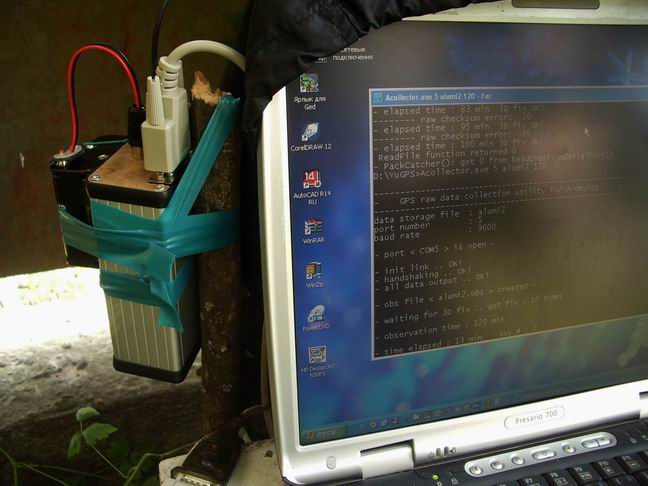 сетевые
подключения
Ярлык для
Ged
CorelDRAW 12
AutoCAD R14
RU
WinRAR
WinZip
PowerDVD
HP DesignJet
500PS
пуск
Acollector.exe 5 alumi2 120 - Far
- elapsed time : 83 min 3D fix OK!
- - - - - raw checksum error: -20
- elapsed time : 95 min 3D fix OK!
- - - - - raw checksum error: -99
- elapsed time : 100 min 3D fix OK!
ReadFile function returned 0
PackCatcher(): got 0 from ReadCharFromSerialPort()
D:\YuGPS>Acollector.exe 5 alumi2 120
GPS raw data collection utility for A/device
data storage file : alumi2
port number : 5
baud rate : 9600
- port < COM5 > is open -
- init link .. OK!
- handshaking .. OK!
- all data output .. OK!
- obs file < alumi2.obs > created -
- waiting for 3D fix .. got fix : 10 times
- observation time : 120 min
- time elapsed : 13 min SVs # 7
Presario 700